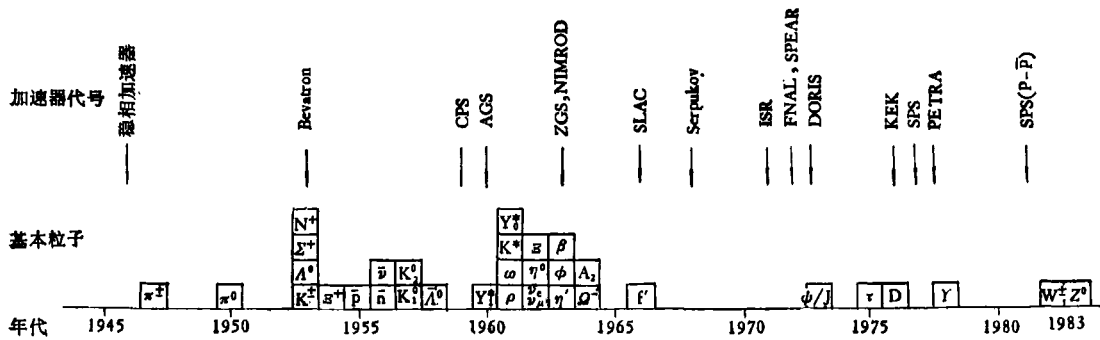 加速器代号
稳相加速器
Bevatron
CPS
AGS
ZGS,NIMROD
SLAC
Serpukov
ISR
FNAL,SPEAR
DORIS
KEK
SPS
PETRA
SPS(P-p̄)
基本粒子
N⁺ Y₀*
Σ⁺ K* Ξ β
Λ⁰ ν̄ K₂⁰ ω η⁰ ϕ A₂
π± π⁰ K± Ξ⁺ p̄ n̄ K₁⁰ Λ̄⁰ Y₁* ρ νₑ νμ η′ Ω⁻ f′ ψ/J τ D Υ W± Z⁰
年代 1945 1950 1955 1960 1965 1970 1975 1980 1983